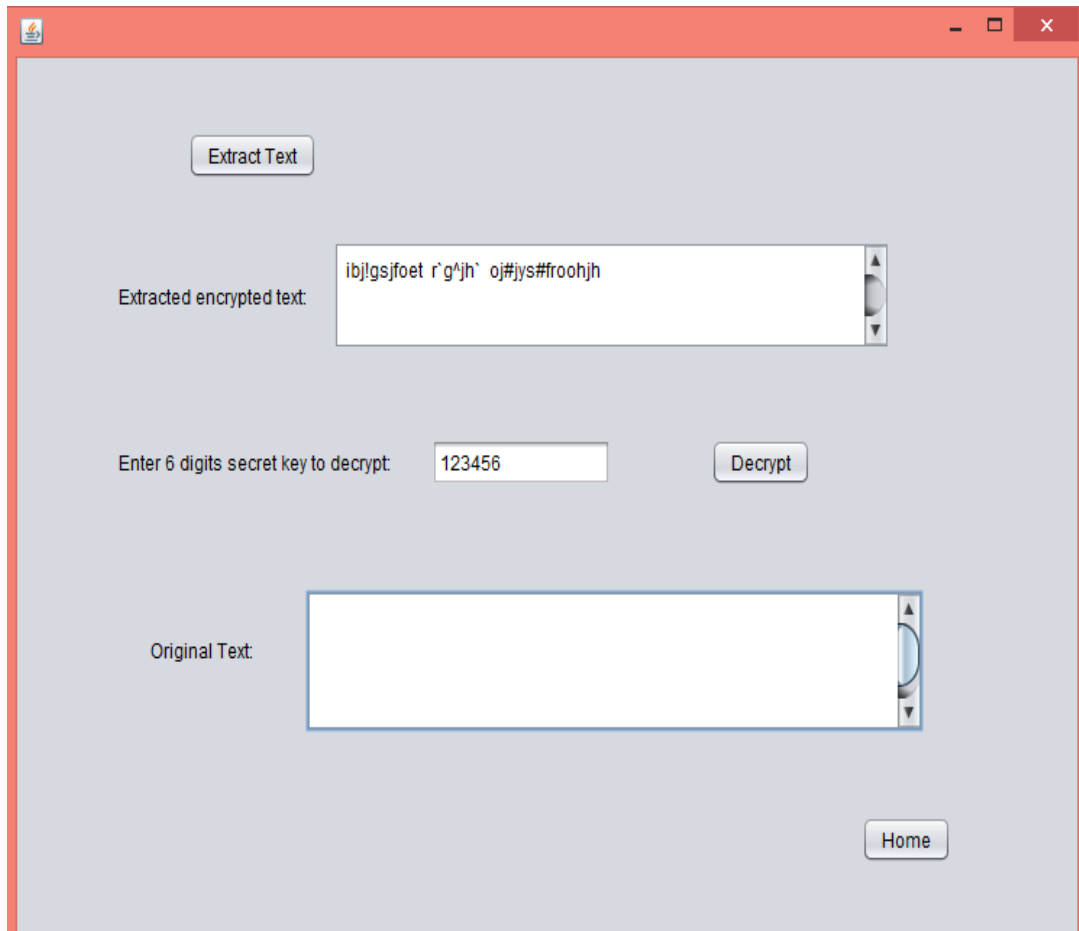 Extract Text
Extracted encrypted text:
ibj!gsjfoet r`g^jh` oj#jys#froohjh
Enter 6 digits secret key to decrypt:
123456
Decrypt
Original Text:
Home